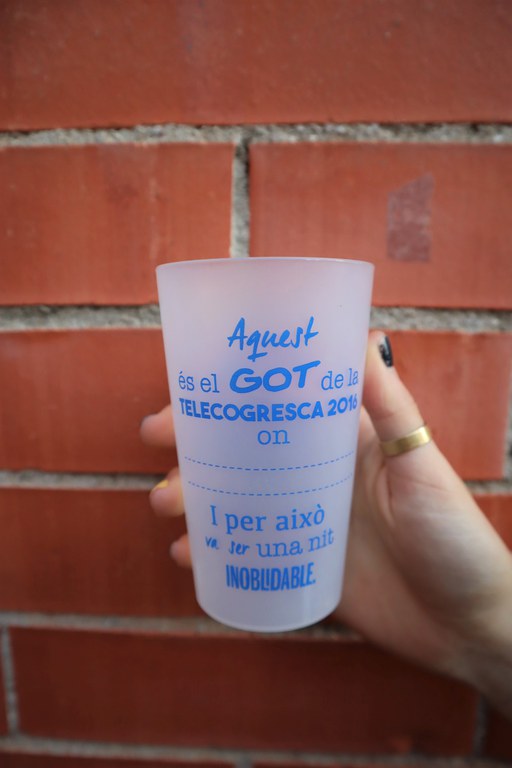 Aquest
és el GOT de la
TELECOGRESCA 2016
on
I per això
va ser una nit
INOBLIDABLE.